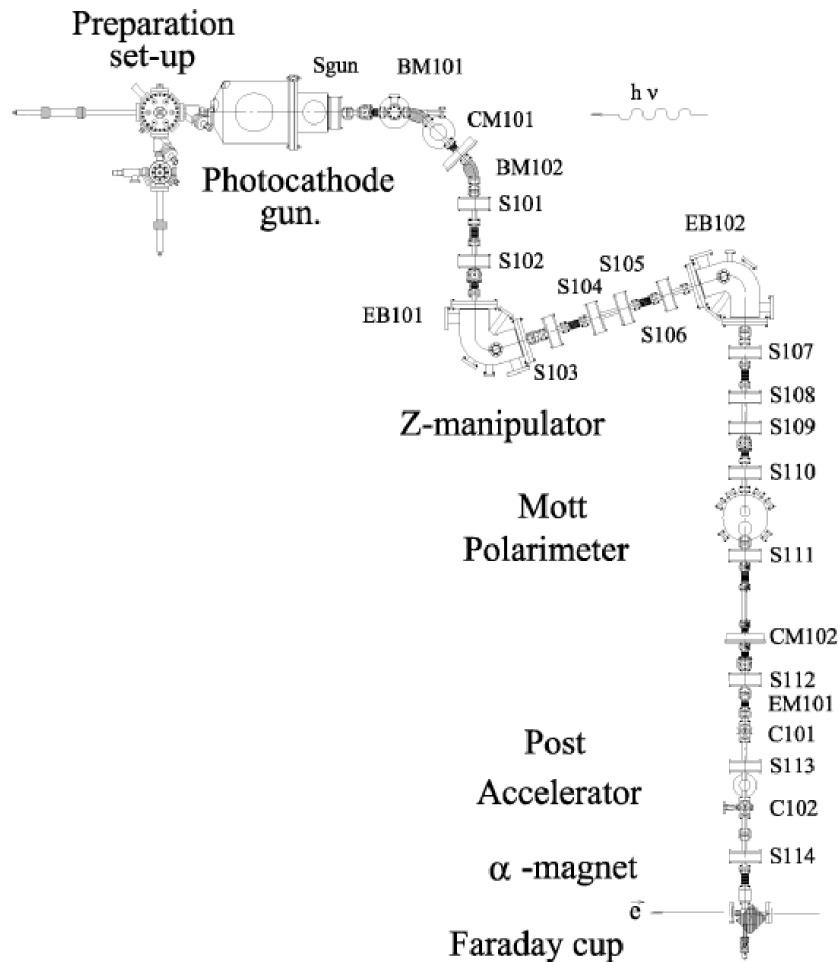 Preparation
set-up
Sgun
BM101
h ν
CM101
BM102
Photocathode
gun.
S101
S102
EB102
S105
S104
EB101
S106
S103
S107
Z-manipulator
S108
S109
S110
Mott
Polarimeter
S111
CM102
S112
EM101
C101
Post
S113
Accelerator
C102
S114
α -magnet
e⃗
Faraday cup